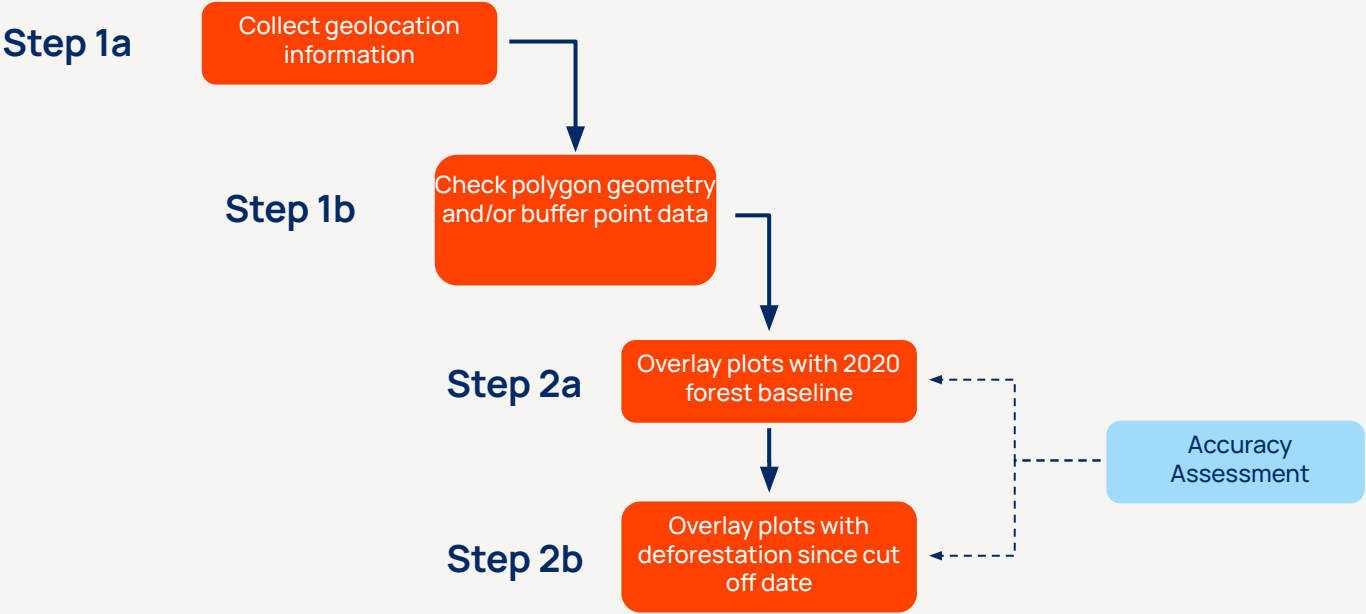 Step 1a
Collect geolocation
information
Step 1b
Check polygon geometry
and/or buffer point data
Step 2a
Overlay plots with 2020
forest baseline
Accuracy
Assessment
Step 2b
Overlay plots with
deforestation since cut
off date